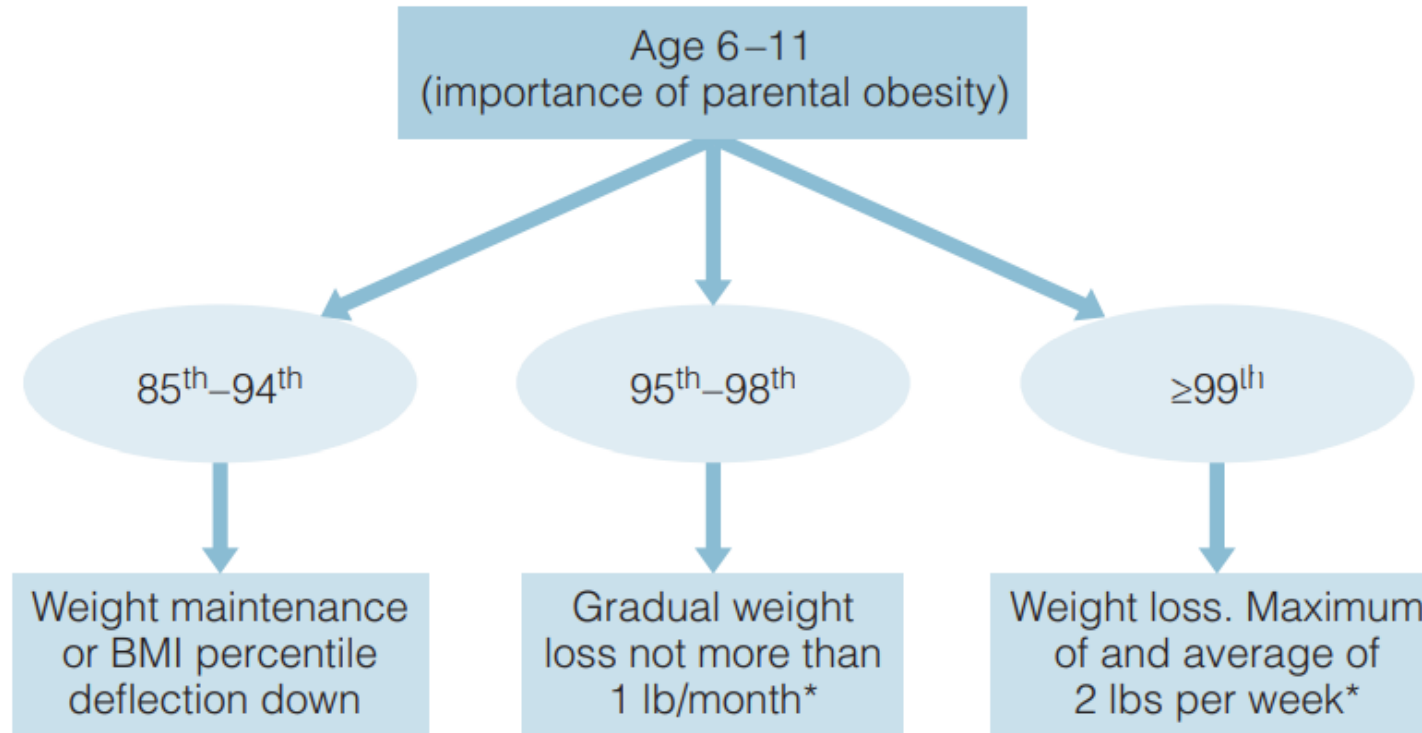 Age 6–11
(importance of parental obesity)
85th–94th
95th–98th
≥99th
Weight maintenance
or BMI percentile
deflection down
Gradual weight
loss not more than
1 lb/month*
Weight loss. Maximum
of and average of
2 lbs per week*